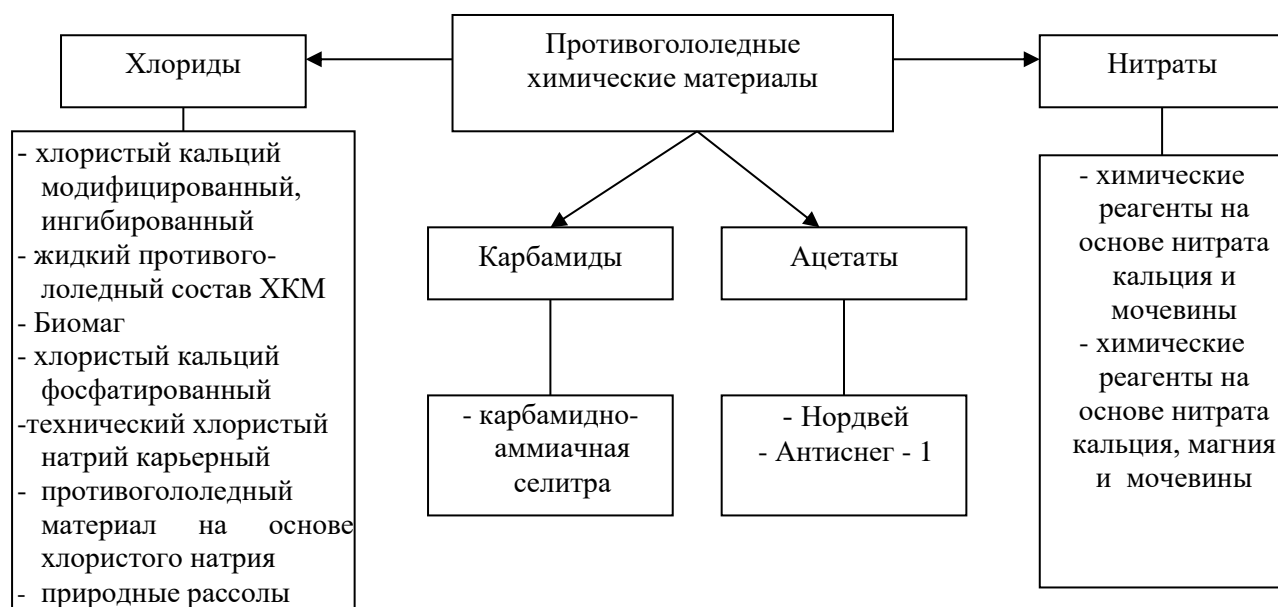 Противогололедные
химические материалы
Хлориды
Нитраты
- хлористый кальций
модифицированный,
ингибированный
- жидкий противого-
лоледный состав ХКМ
- Биомаг
- хлористый кальций
фосфатированный
-технический хлористый
натрий карьерный
- противогололедный
материал на основе
хлористого натрия
- природные рассолы
Карбамиды
Ацетаты
- карбамидно-
аммиачная
селитра
- Нордвей
- Антиснег - 1
- химические
реагенты на
основе нитрата
кальция и
мочевины
- химические
реагенты на
основе нитрата
кальция, магния
и мочевины